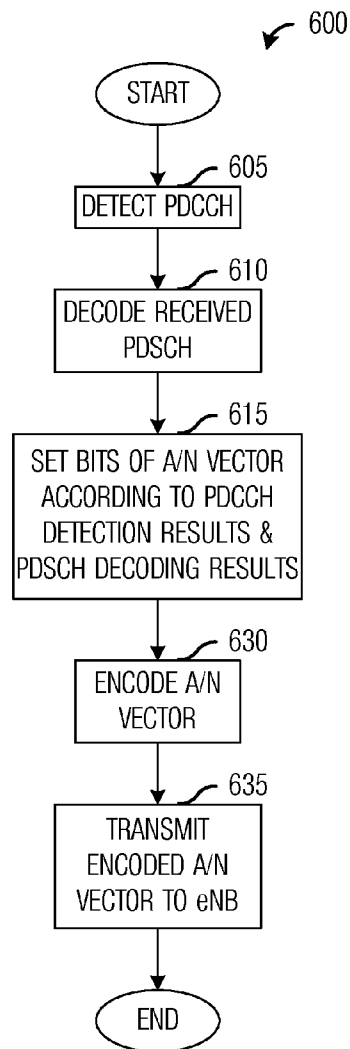 600
START
605
DETECT PDCCH
610
DECODE RECEIVED
PDSCH
615
SET BITS OF A/N VECTOR
ACCORDING TO PDCCH
DETECTION RESULTS &
PDSCH DECODING RESULTS
630
ENCODE A/N
VECTOR
635
TRANSMIT
ENCODED A/N
VECTOR TO eNB
END